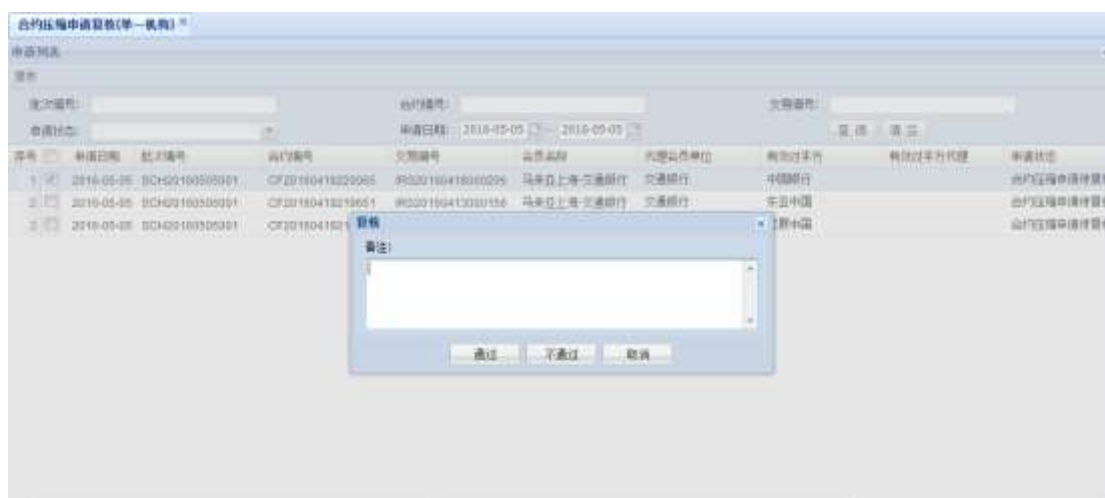 合约压缩申请复核(单一机构)
申请列表
复核
批次编号: 合约编号: 交易编号:
申请状态: 申请日期: 2016-05-05 - 2016-05-05 查 询 清 空
序号 申请日期 批次编号 合约编号 交易编号 会员名称 代理会员单位 有效对手方 有效对手方代理 申请状态
1 2016-05-05 BCH20160505001 马来亚上海-交通银行 交通银行 中国银行 合约压缩申请待复核
2 2016-05-05 BCH20160505001 马来亚上海-交通银行 交通银行 东亚中国 合约压缩申请待复核
3 2016-05-05 BCH20160505001 中国 合约压缩申请待复核
复核
备注:
通过 不通过 取消